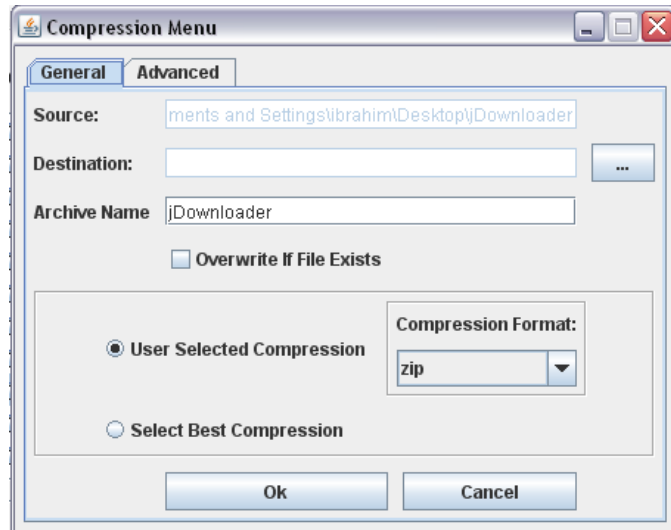 Compression Menu
General Advanced
Source: ments and Settings\ibrahim\Desktop\jDownloader
Destination: ...
Archive Name jDownloader
Overwrite If File Exists
Compression Format:
User Selected Compression
zip
Select Best Compression
Ok Cancel